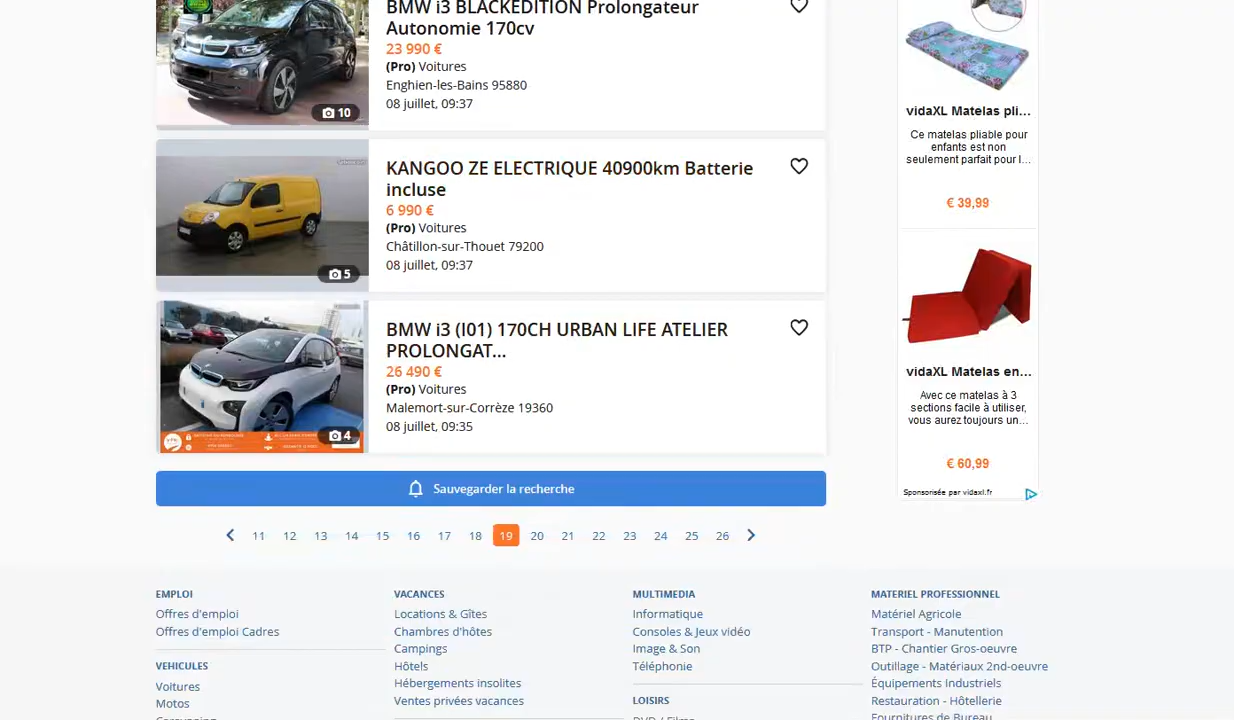 BMW i3 BLACKEDITION Prolongateur
Autonomie 170cv
23 990 €
(Pro) Voitures
Enghien-les-Bains 95880
08 juillet, 09:37
10
KANGOO ZE ELECTRIQUE 40900km Batterie
incluse
6 990 €
(Pro) Voitures
Châtillon-sur-Thouet 79200
08 juillet, 09:37
5
BMW i3 (I01) 170CH URBAN LIFE ATELIER
PROLONGAT...
26 490 €
(Pro) Voitures
Malemort-sur-Corrèze 19360
08 juillet, 09:35
4
Sauvegarder la recherche
11 12 13 14 15 16 17 18 19 20 21 22 23 24 25 26
vidaXL Matelas pli...
Ce matelas pliable pour
enfants est non
seulement parfait pour l...
€ 39,99
vidaXL Matelas en...
Avec ce matelas à 3
sections facile à utiliser,
vous aurez toujours un...
€ 60,99
Sponsorisée par vidaxl.fr
EMPLOI
Offres d'emploi
Offres d'emploi Cadres
VEHICULES
Voitures
Motos
Caravaning
VACANCES
Locations & Gîtes
Chambres d'hôtes
Campings
Hôtels
Hébergements insolites
Ventes privées vacances
MULTIMEDIA
Informatique
Consoles & Jeux vidéo
Image & Son
Téléphonie
LOISIRS
DVD / Films
MATERIEL PROFESSIONNEL
Matériel Agricole
Transport - Manutention
BTP - Chantier Gros-oeuvre
Outillage - Matériaux 2nd-oeuvre
Équipements Industriels
Restauration - Hôtellerie
Fournitures de Bureau